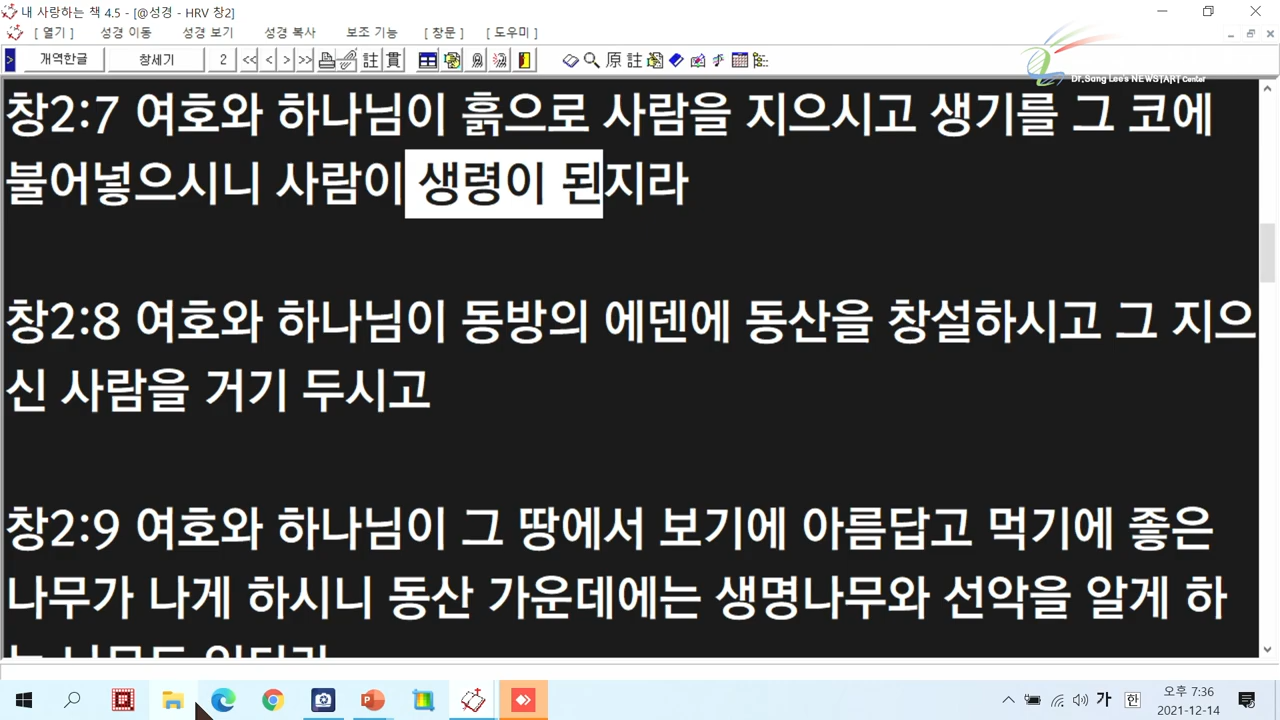 내 사랑하는 책 4.5 - [@성경 - HRV 창2]
[ 열기 ] 성경 이동 성경 보기 성경 복사 보조 기능 [ 창문 ] [ 도우미 ]
개역한글 창세기 2 << < > >> 註 貫 原 註
Dr.Sang Lee's NEWSTART Center
창2:7 여호와 하나님이 흙으로 사람을 지으시고 생기를 그 코에
불어넣으시니 사람이 생령이 된지라
창2:8 여호와 하나님이 동방의 에덴에 동산을 창설하시고 그 지으
신 사람을 거기 두시고
창2:9 여호와 하나님이 그 땅에서 보기에 아름답고 먹기에 좋은
나무가 나게 하시니 동산 가운데에는 생명나무와 선악을 알게 하
가 한 오후 7:36
2021-12-14